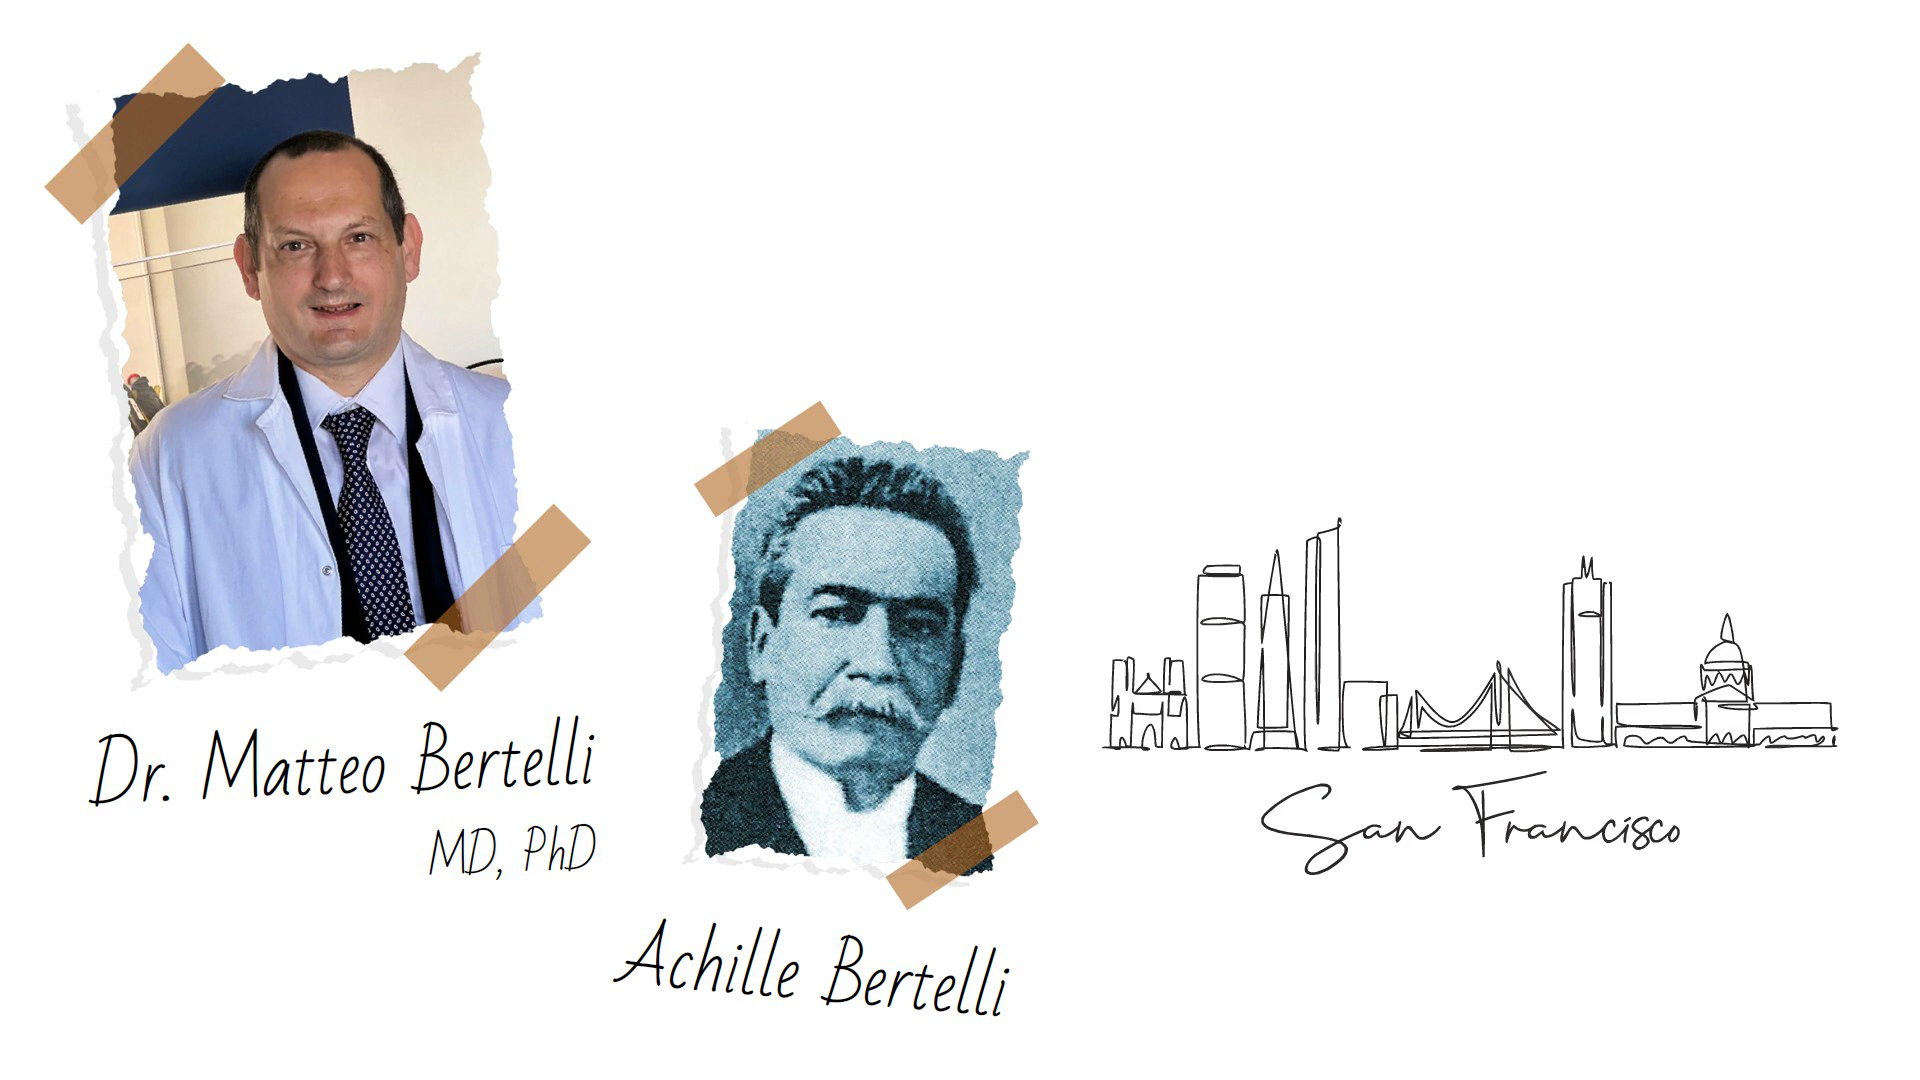 Dr. Matteo Bertelli
MD, PhD
Achille Bertelli
San Francisco